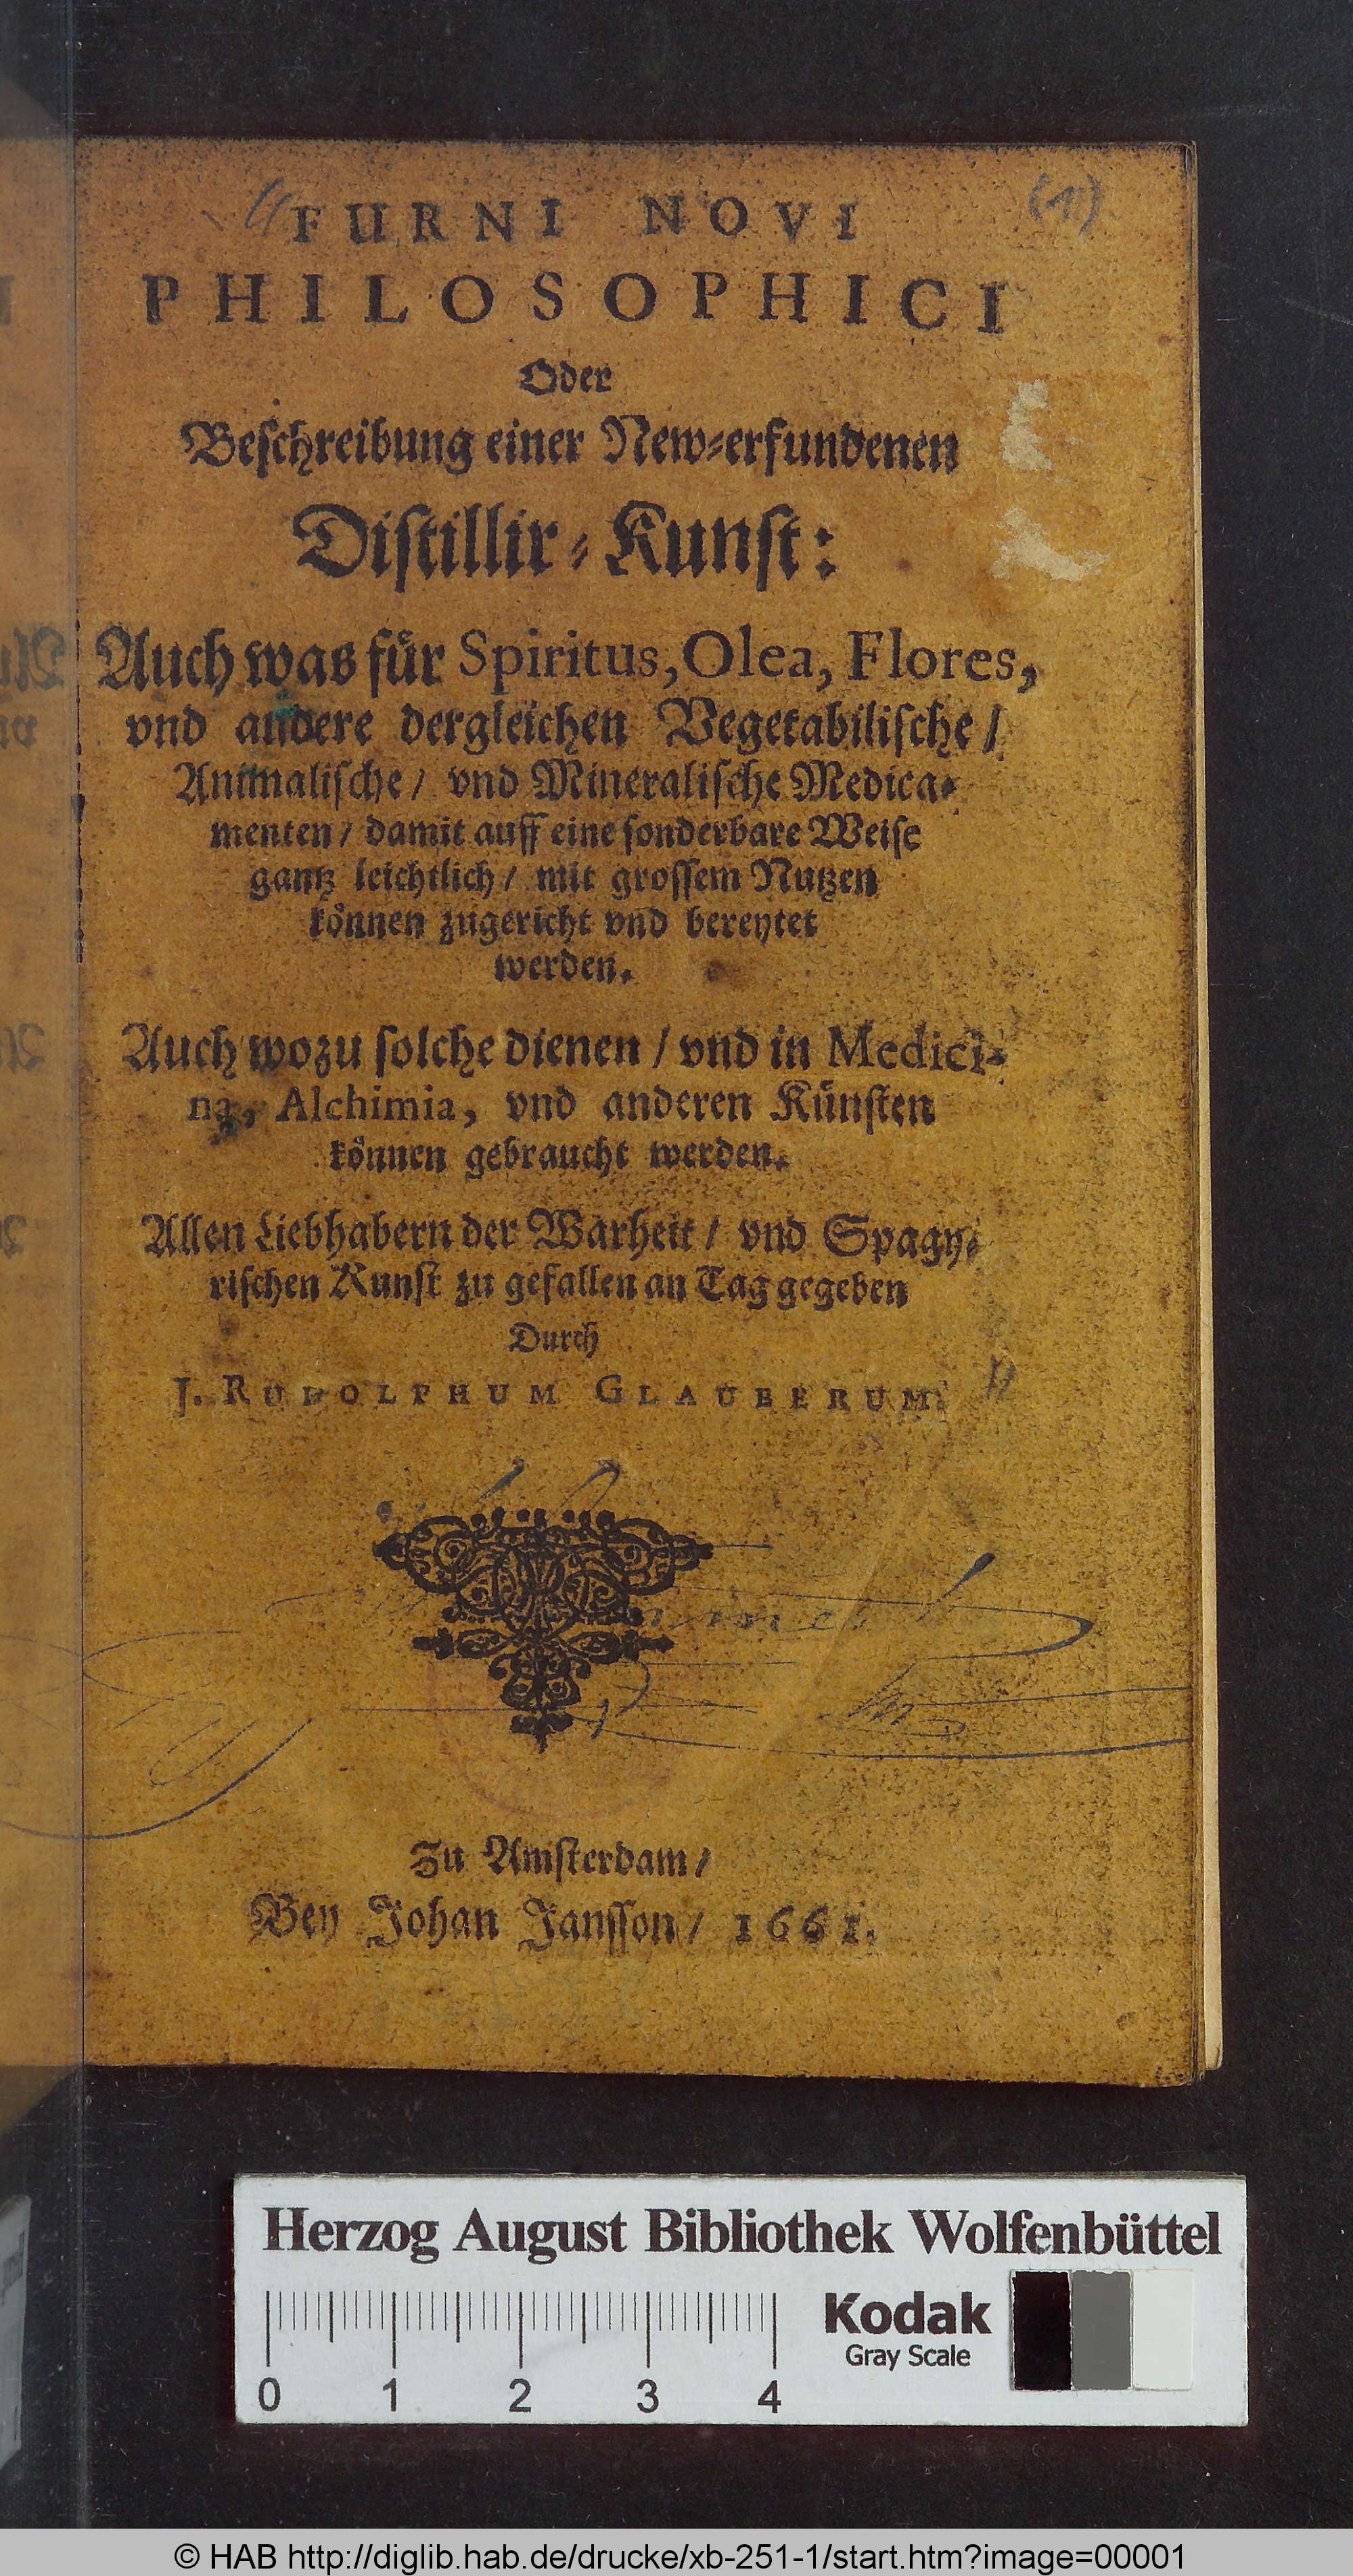 (1)
FURNI NOVI
PHILOSOPHICI
Oder
Beschreibung einer New-erfundenen
Distillir-Kunst:
Auch was für Spiritus, Olea, Flores,
vnd andere dergleichen Vegetabilische/
Animalische/ vnd Mineralische Medica-
menten/ damit auff eine sonderbare Weise
gantz leichtlich/ mit grossem Nutzen
können zugericht vnd bereytet
werden.
Auch wozu solche dienen/ vnd in Medici-
na, Alchimia, vnd anderen Künsten
können gebraucht werden.
Allen Liebhabern der Warheit/ vnd Spagy-
rischen Kunst zu gefallen an Tag gegeben
Durch
J. RUDOLPHUM GLAUBERUM.
Zu Amsterdam/
Bey Johan Jansson/ 1661.
Herzog August Bibliothek Wolfenbüttel
Kodak
Gray Scale
0 1 2 3 4
© HAB http://diglib.hab.de/drucke/xb-251-1/start.htm?image=00001